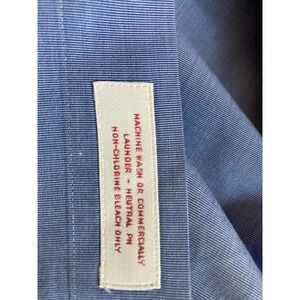 MACHINE WASH OR COMMERCIALLY
LAUNDER - NEUTRAL PH
NON-CHLORINE BLEACH ONLY